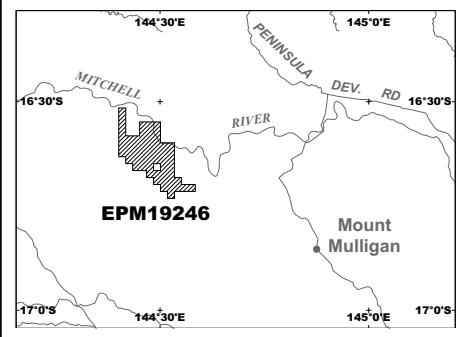 144°30'E
145°0'E
PENINSULA DEV. RD
MITCHELL RIVER
16°30'S
16°30'S
EPM19246
Mount
Mulligan
17°0'S
17°0'S
144°30'E
145°0'E